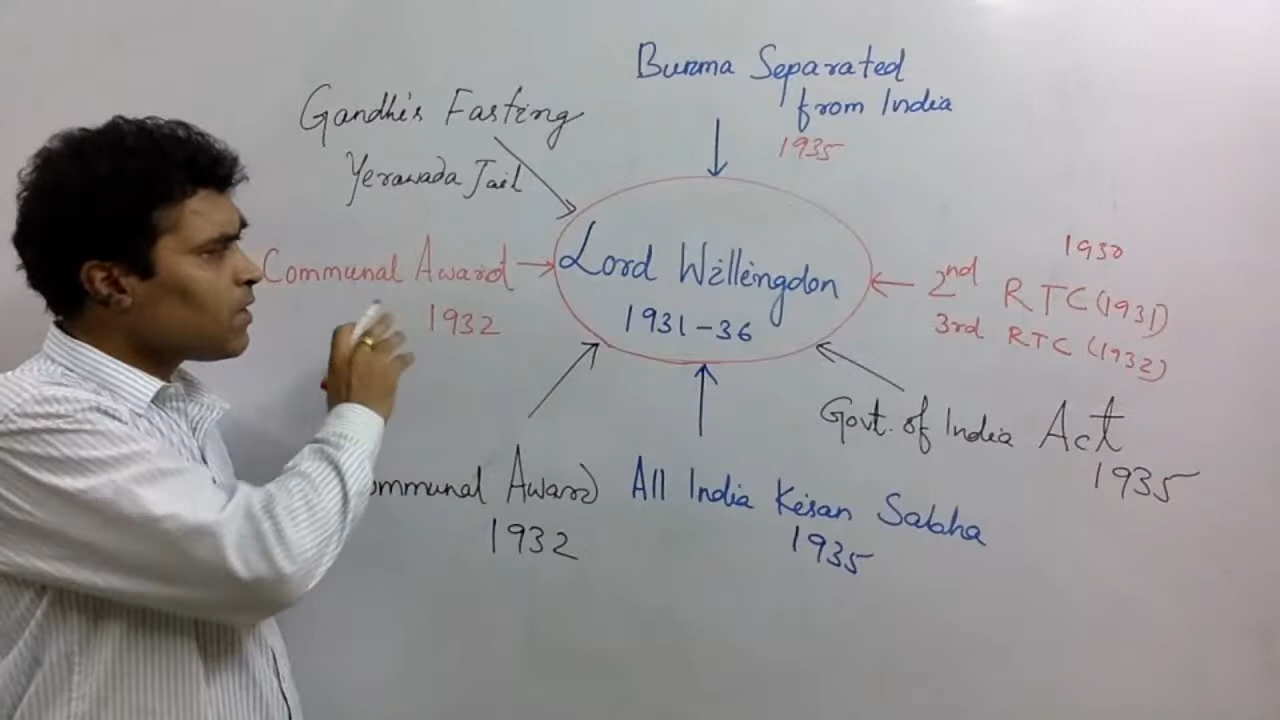 Burma Separated
from India
1935
Gandhi's Fasting
Yerawada Jail
Communal Award
1932
Lord Willingdon
1931-36
1930
2nd RTC (1931)
3rd RTC (1932)
Govt. of India Act
1935
ommunal Award
1932
All India Kisan Sabha
1935